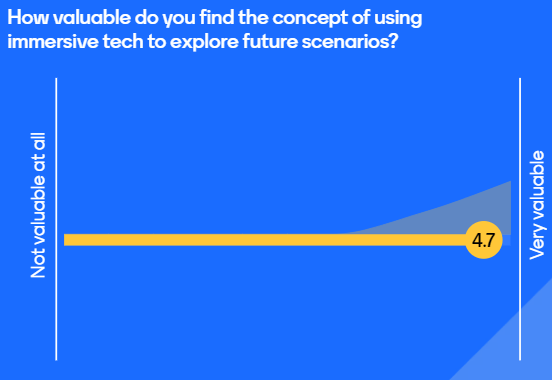 How valuable do you find the concept of using
immersive tech to explore future scenarios?
Not valuable at all
4.7
Very valuable